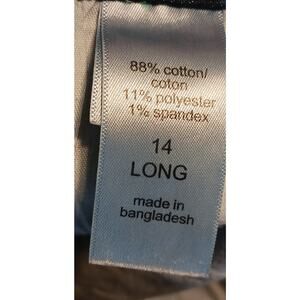 88% cotton/
coton
11% polyester
1% spandex
14
LONG
made in
bangladesh